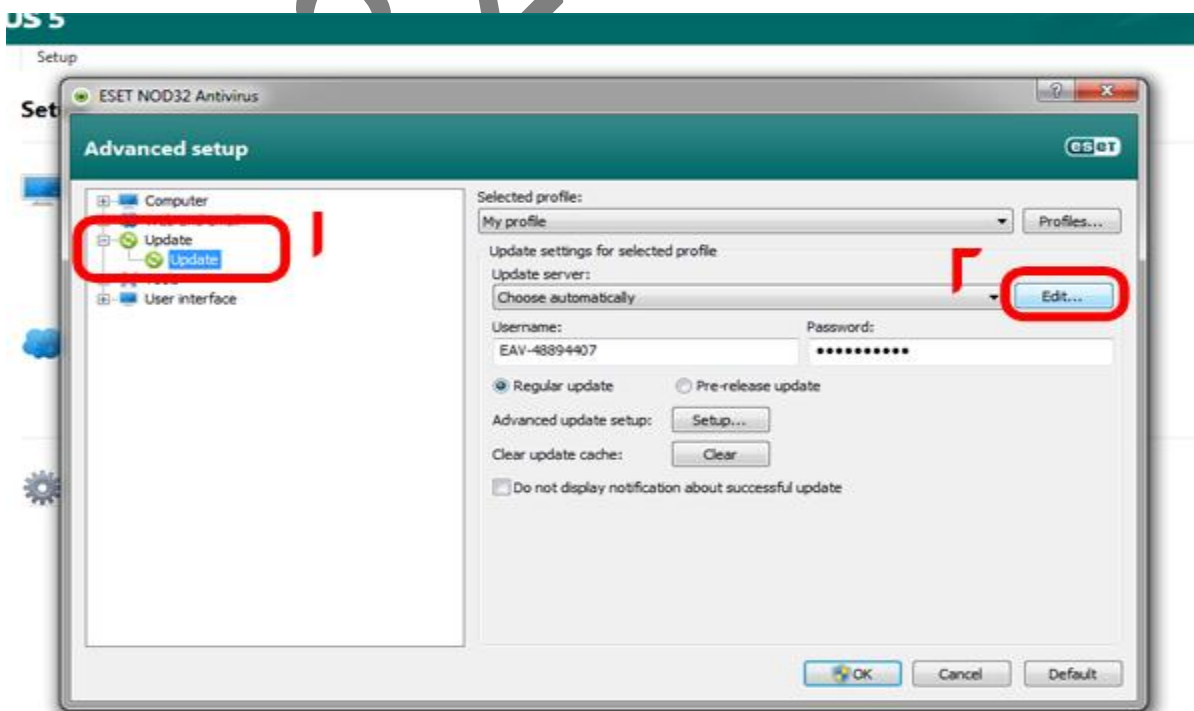 US 5
Setup
Set
ESET NOD32 Antivirus
Advanced setup
eset
Computer
Update
Update
User interface
۱
Selected profile:
My profile
Profiles...
Update settings for selected profile
Update server:
۲
Choose automatically
Edit...
Username:
Password:
EAV-48894407
••••••••••
Regular update
Pre-release update
Advanced update setup:
Setup...
Clear update cache:
Clear
Do not display notification about successful update
OK
Cancel
Default